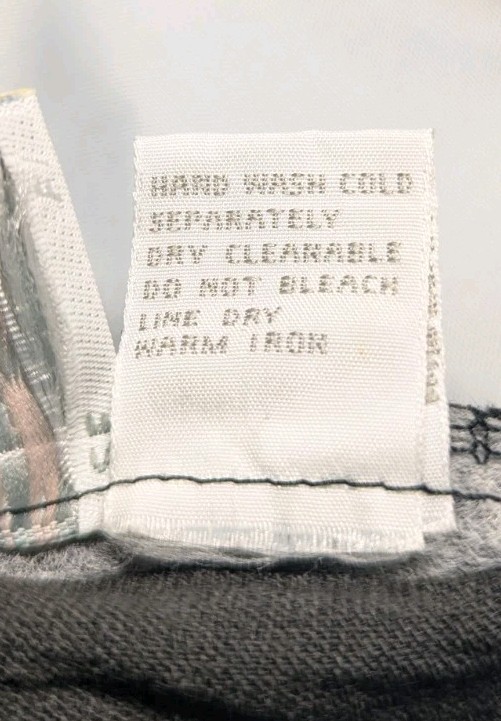 HAND WASH COLD
SEPARATELY
DRY CLEANABLE
DO NOT BLEACH
LINE DRY
WARM IRON